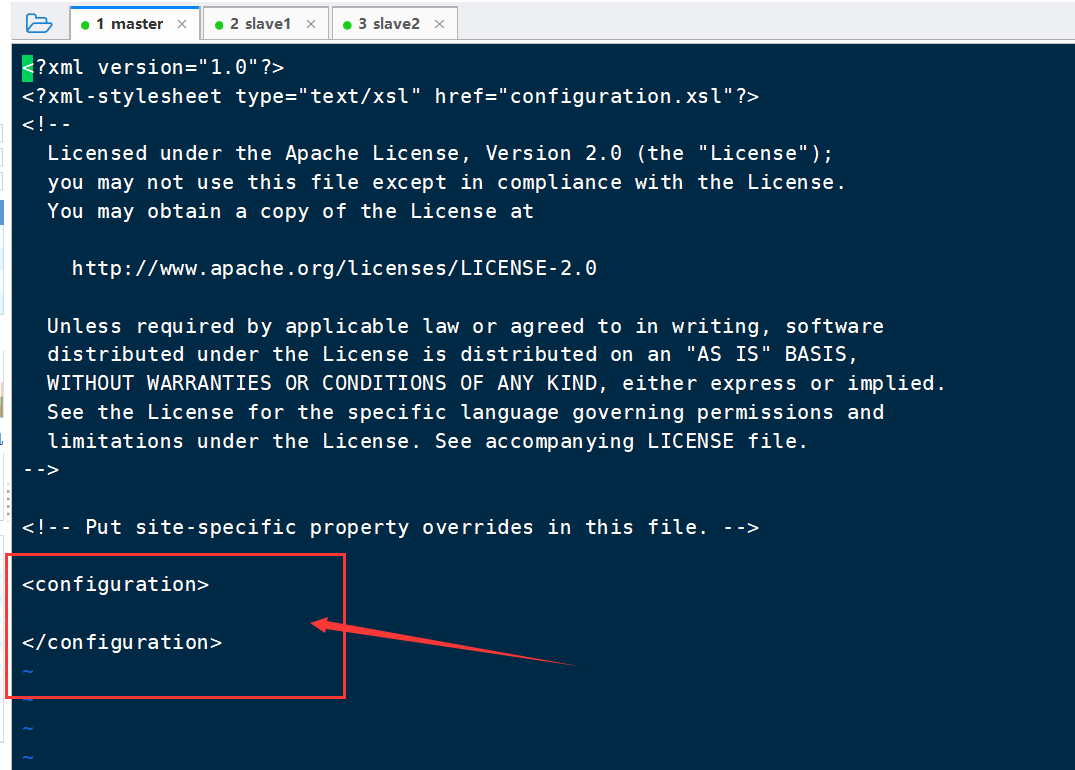 1 master × 2 slave1 × 3 slave2 ×
<?xml version="1.0"?>
<?xml-stylesheet type="text/xsl" href="configuration.xsl"?>
<!--
Licensed under the Apache License, Version 2.0 (the "License");
you may not use this file except in compliance with the License.
You may obtain a copy of the License at
http://www.apache.org/licenses/LICENSE-2.0
Unless required by applicable law or agreed to in writing, software
distributed under the License is distributed on an "AS IS" BASIS,
WITHOUT WARRANTIES OR CONDITIONS OF ANY KIND, either express or implied.
See the License for the specific language governing permissions and
limitations under the License. See accompanying LICENSE file.
-->
<!-- Put site-specific property overrides in this file. -->
<configuration>
</configuration>
~
~
~
~